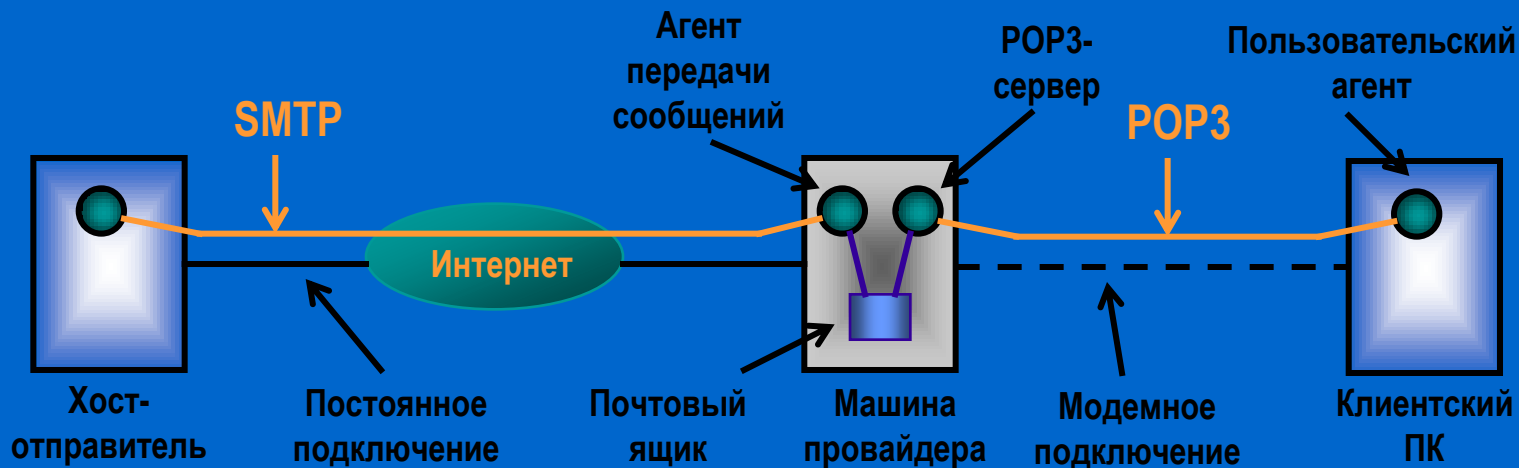 Агент
передачи
сообщений
POP3-
сервер
Пользовательский
агент
SMTP
POP3
Интернет
Хост-
отправитель
Постоянное
подключение
Почтовый
ящик
Машина
провайдера
Модемное
подключение
Клиентский
ПК